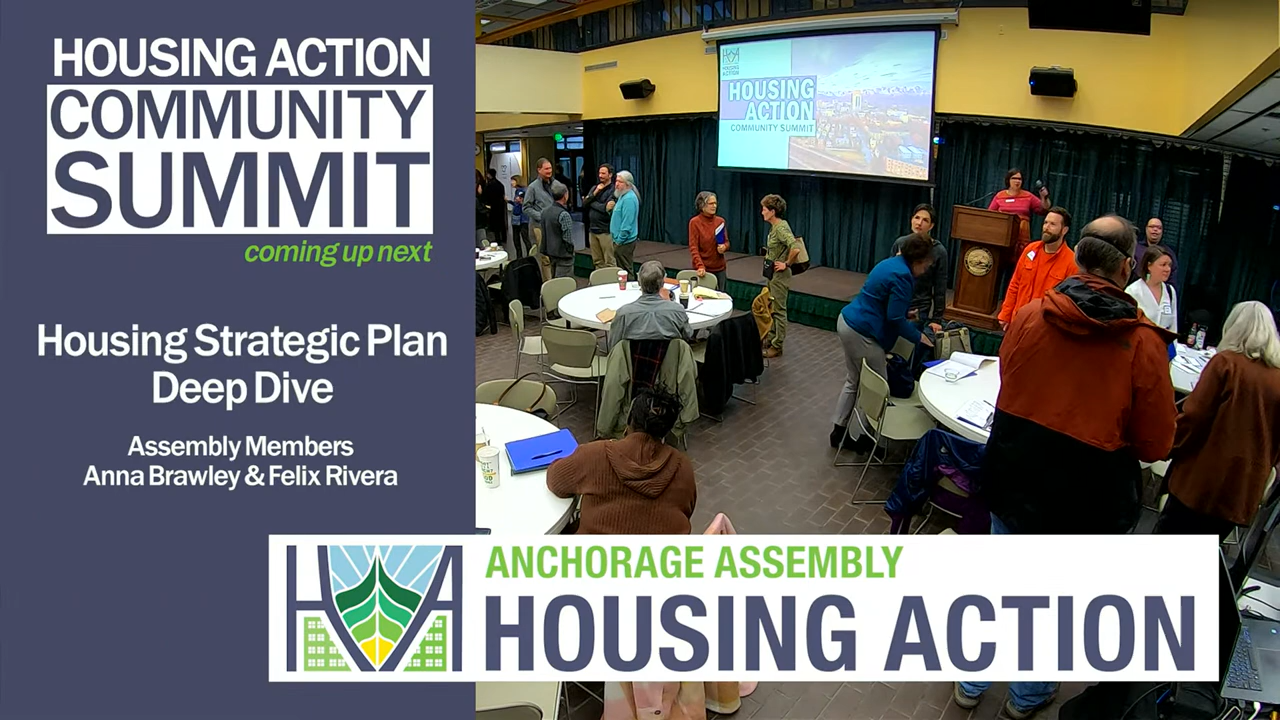 HOUSING ACTION
COMMUNITY
SUMMIT
coming up next
Housing Strategic Plan
Deep Dive
Assembly Members
Anna Brawley & Felix Rivera
HOUSING
ACTION
COMMUNITY SUMMIT
ANCHORAGE ASSEMBLY
HOUSING ACTION